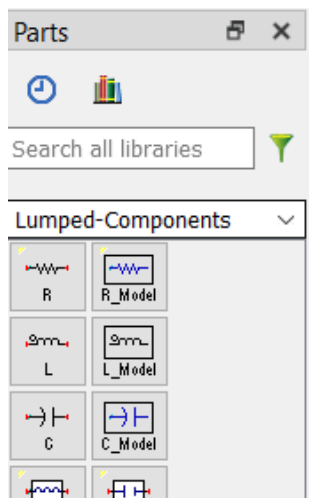 Parts
Search all libraries
Lumped-Components
R
R_Model
L
L_Model
C
C_Model